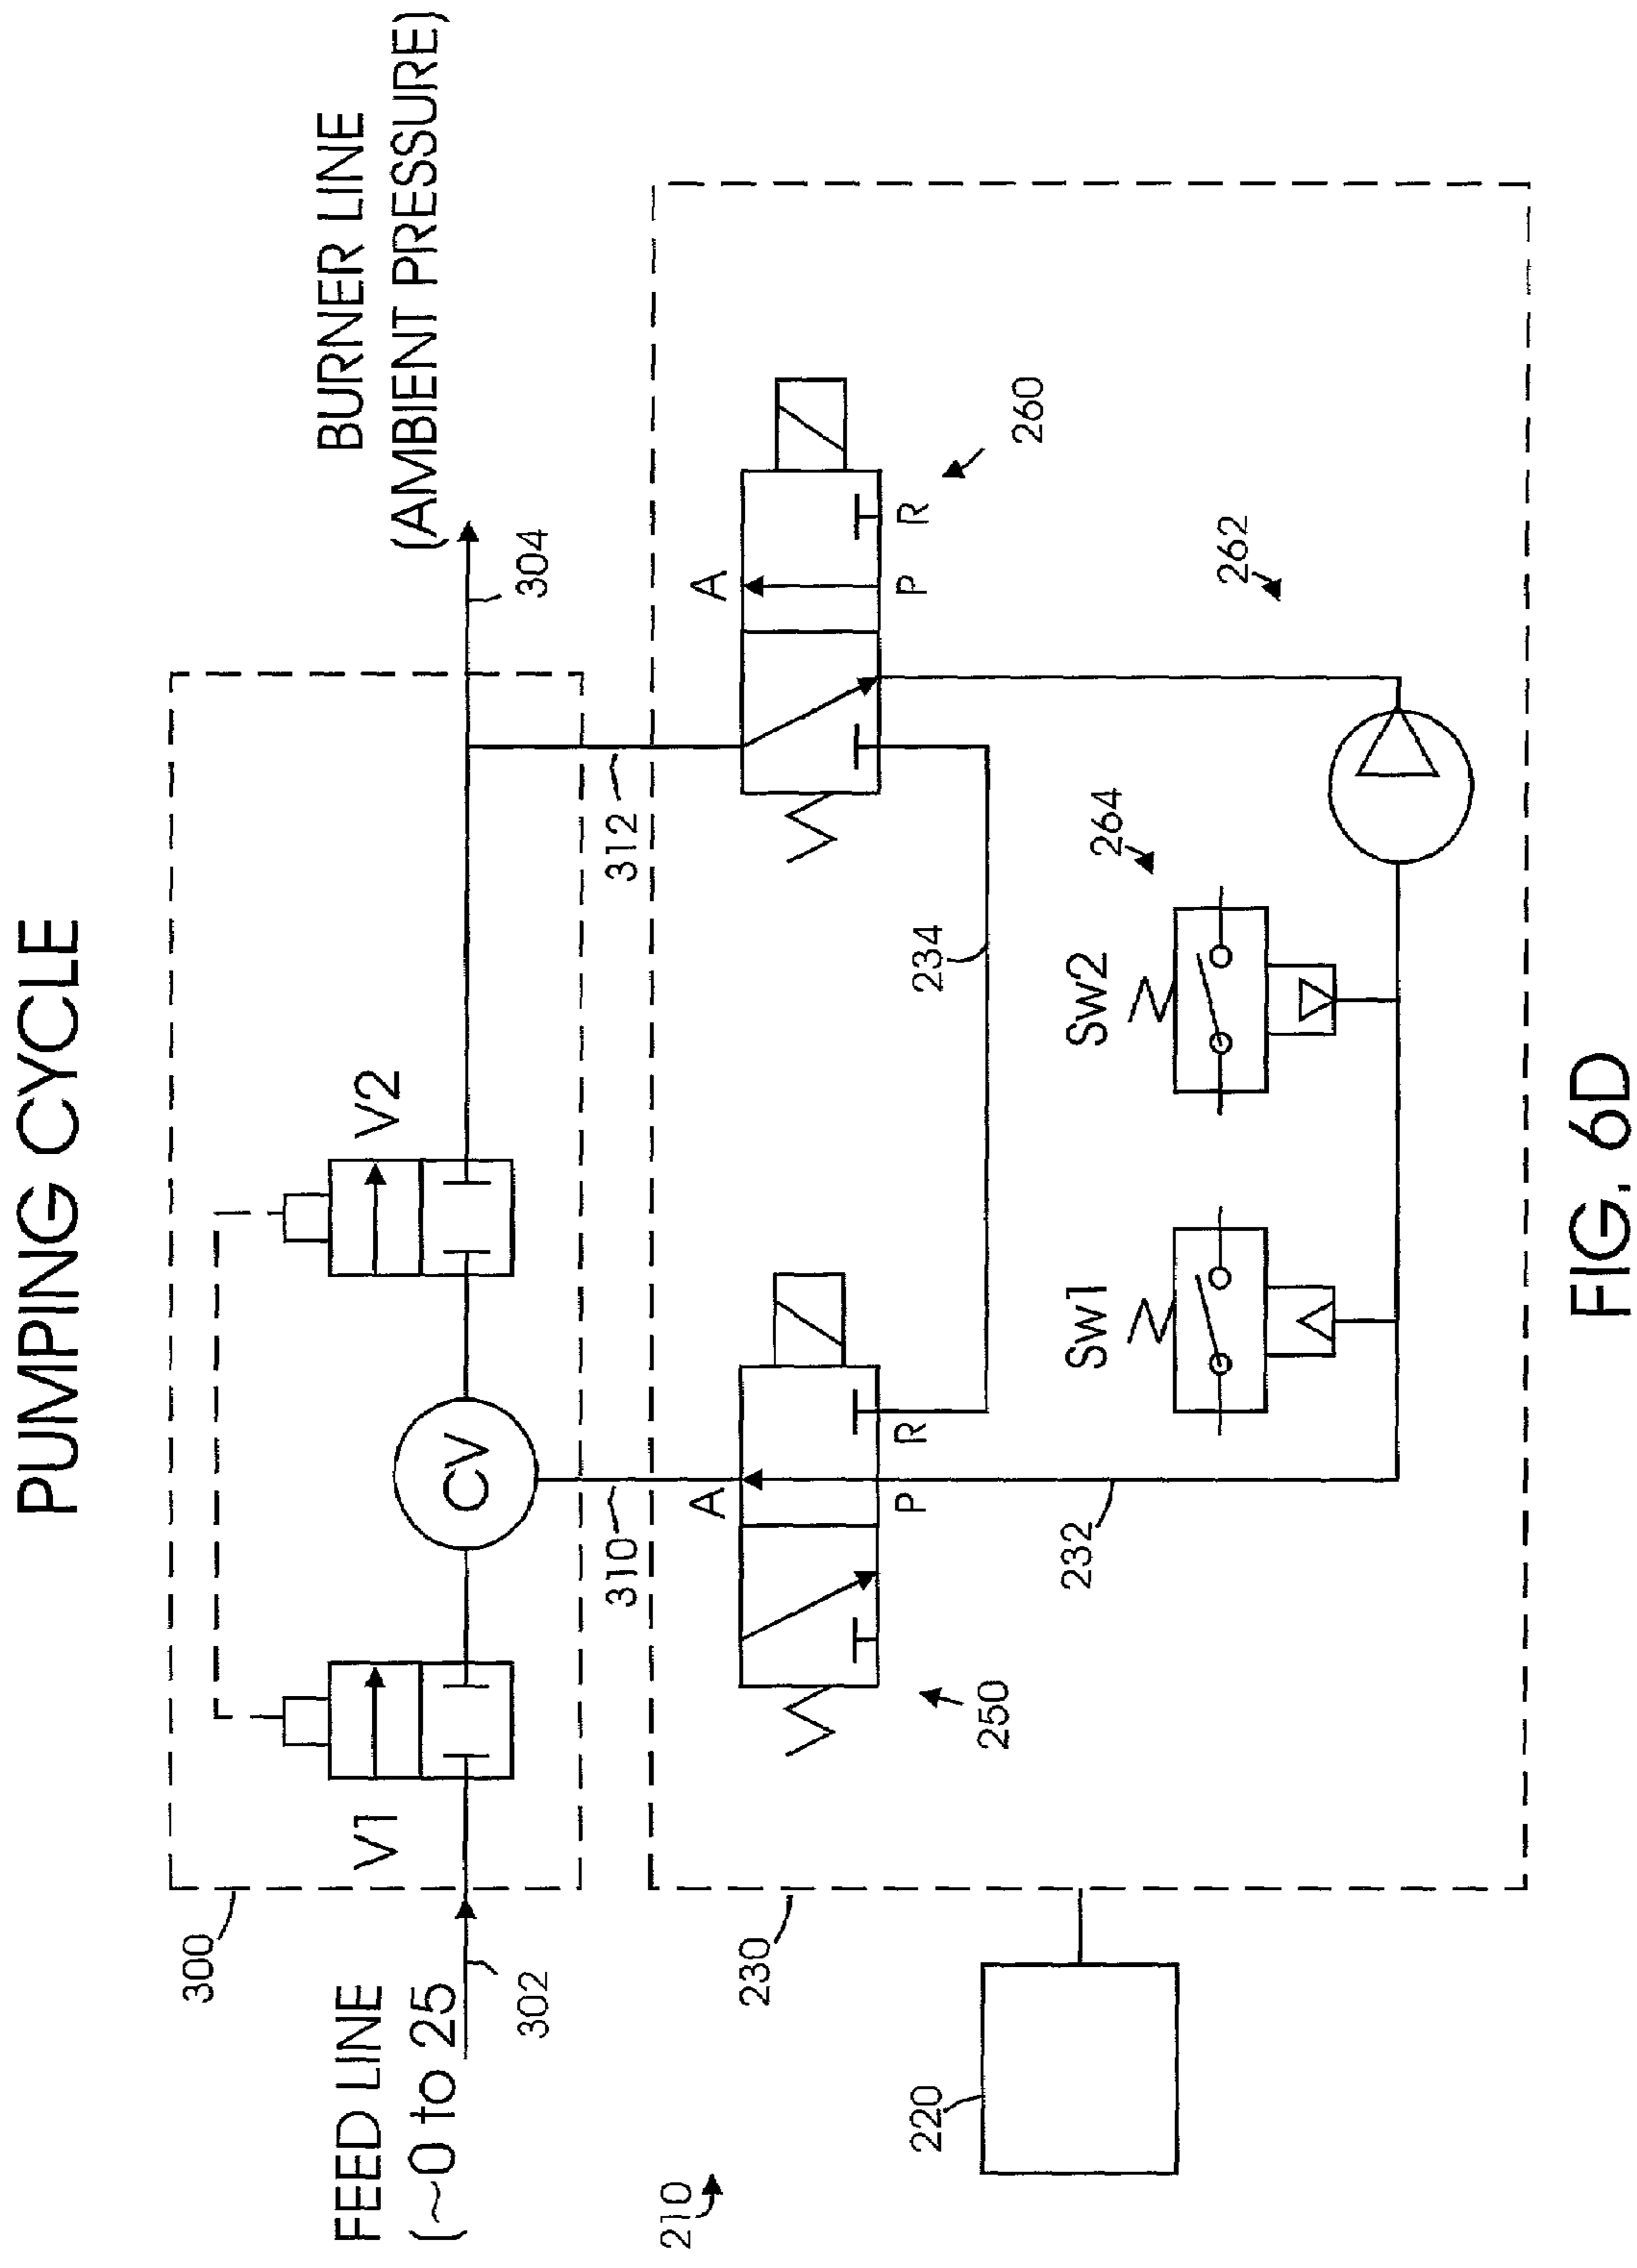 PUMPING CYCLE
BURNER LINE
(AMBIENT PRESSURE)
FEED LINE
(~0 to 25
300
V1
CV
V2
302
304
310
312
210
220
230
A
P
R
250
A
P
R
260
234
232
Sw1
Sw2
264
262
FIG. 6D